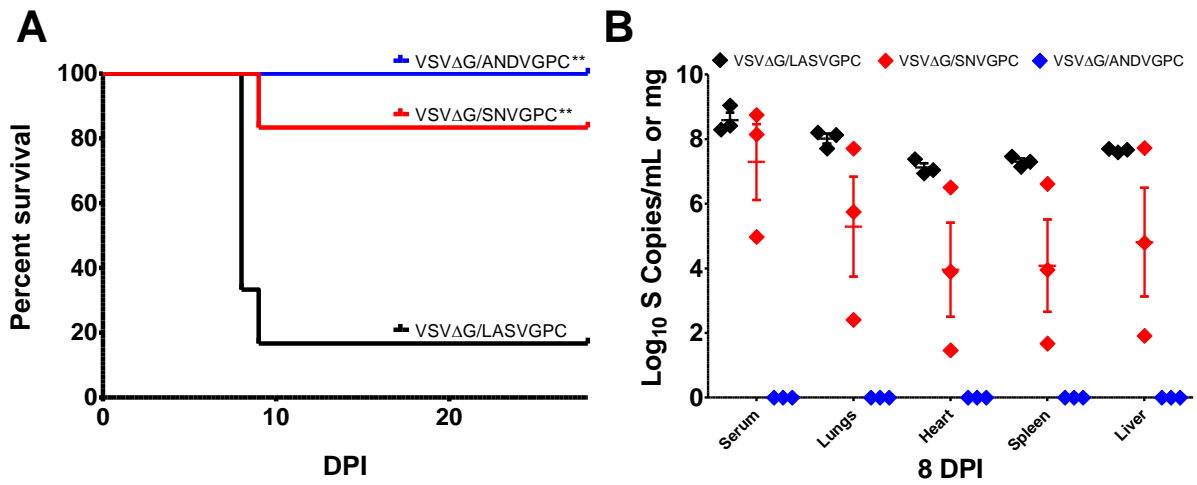 A
VSVΔG/ANDVGPC**
VSVΔG/SNVGPC**
VSVΔG/LASVGPC
Percent survival
100
80
60
40
20
0
0 10 20
DPI
B
VSVΔG/LASVGPC VSVΔG/SNVGPC VSVΔG/ANDVGPC
Log₁₀ S Copies/mL or mg
10
8
6
4
2
0
Serum Lungs Heart Spleen Liver
8 DPI